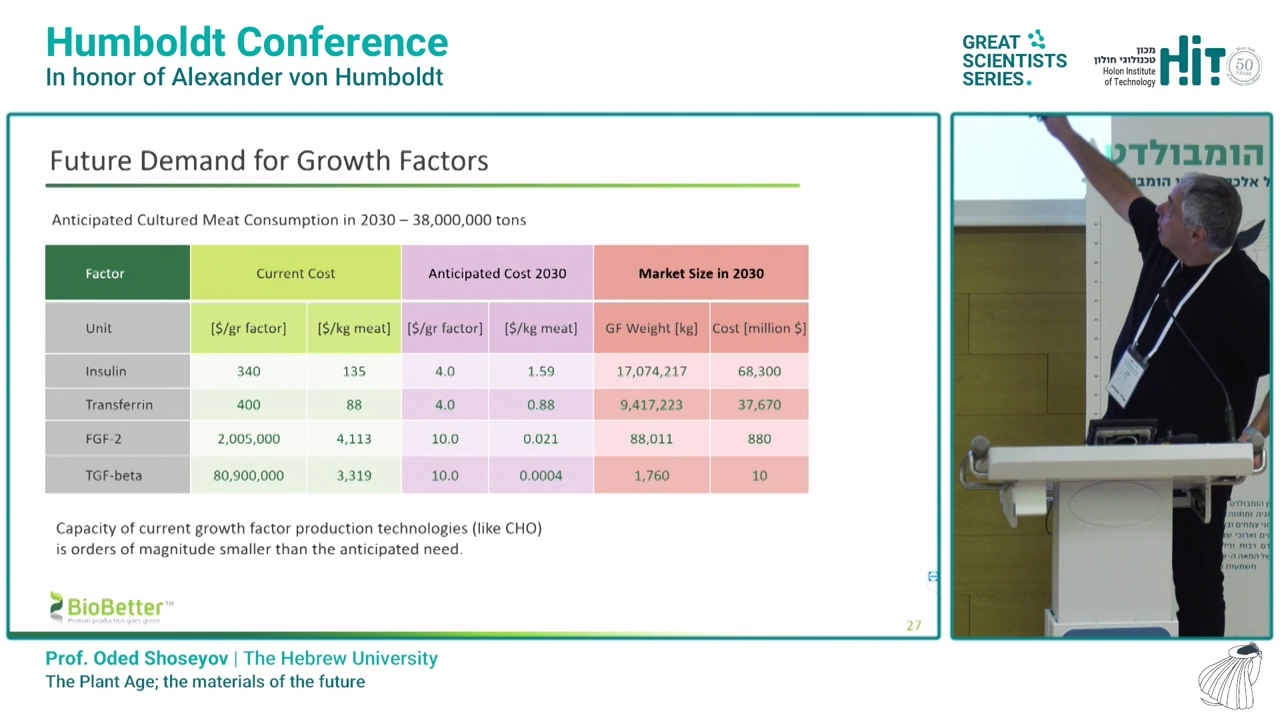 Humboldt Conference
In honor of Alexander von Humboldt
GREAT
SCIENTISTS
SERIES.
מכון
טכנולוגי חולון
Holon Institute
of Technology
HiT
50
YEARS
Future Demand for Growth Factors
Anticipated Cultured Meat Consumption in 2030 – 38,000,000 tons
Factor Current Cost Anticipated Cost 2030 Market Size in 2030
Unit [$/gr factor] [$/kg meat] [$/gr factor] [$/kg meat] GF Weight [kg] Cost [million $]
Insulin 340 135 4.0 1.59 17,074,217 68,300
Transferrin 400 88 4.0 0.88 9,417,223 37,670
FGF-2 2,005,000 4,113 10.0 0.021 88,011 880
TGF-beta 80,900,000 3,319 10.0 0.0004 1,760 10
Capacity of current growth factor production technologies (like CHO)
is orders of magnitude smaller than the anticipated need.
BioBetter™
Protein production goes green
27
הומבולדט
Prof. Oded Shoseyov | The Hebrew University
The Plant Age; the materials of the future